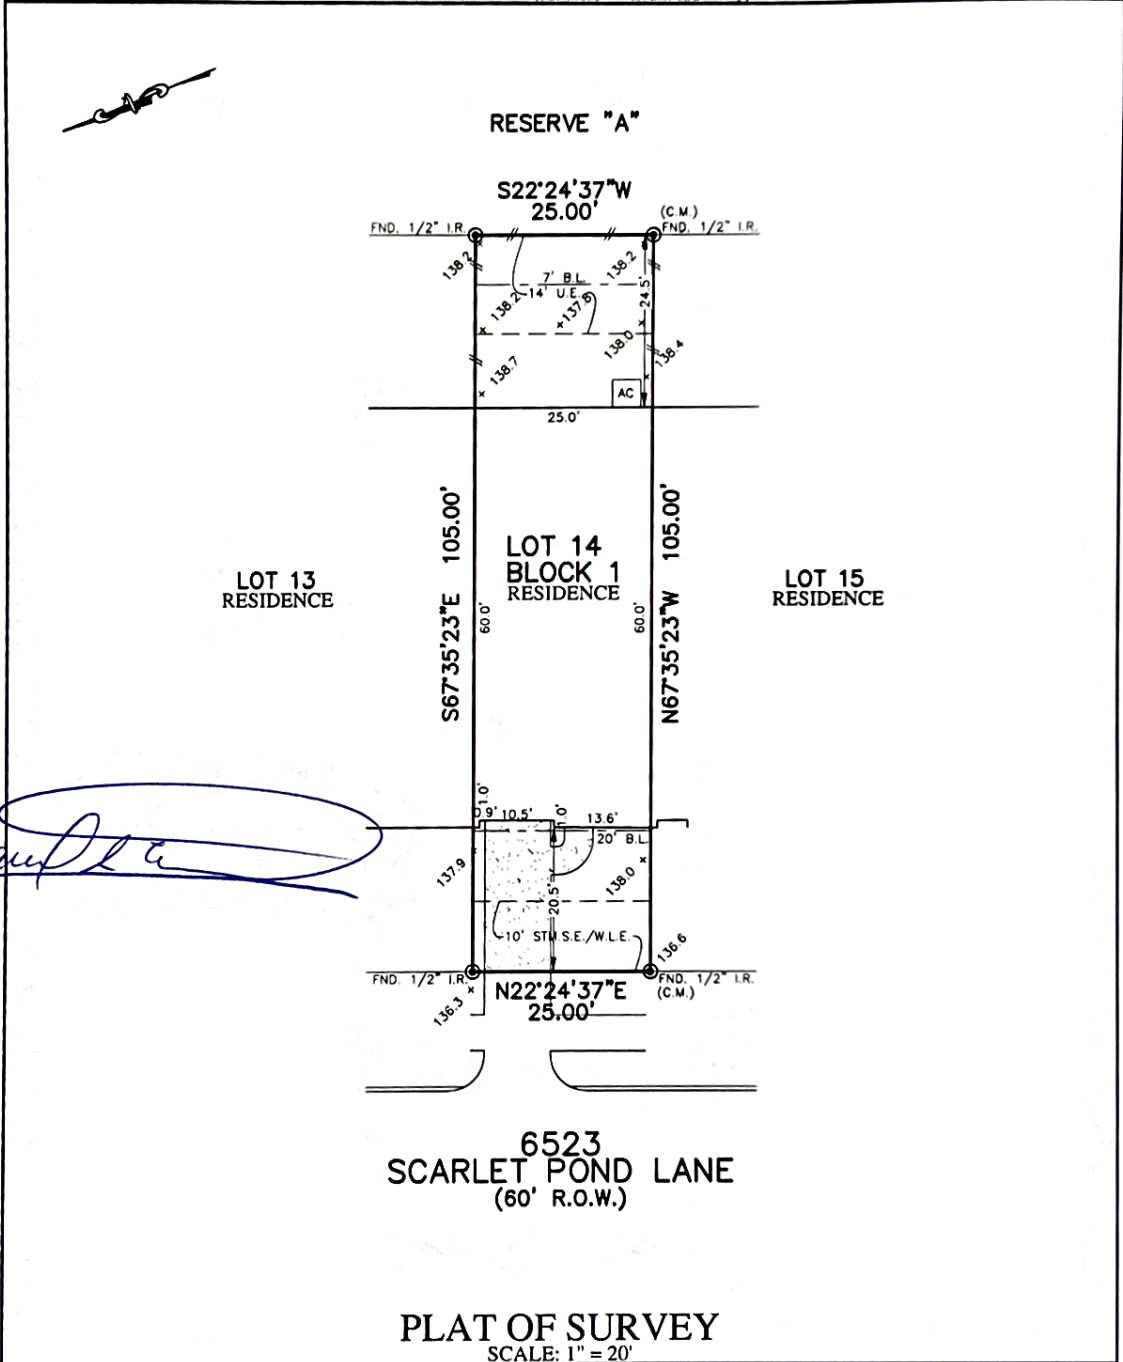 RESERVE "A"
S22°24'37"W
25.00'
(C.M.)
FND. 1/2" I.R.
FND. 1/2" I.R.
138.2
138.2
7' B.L.
14' U.E.
24.5'
138.2
137.8
138.0
138.4
138.7
AC
25.0'
S67°35'23"E 105.00'
N67°35'23"W 105.00'
LOT 14
BLOCK 1
RESIDENCE
LOT 13
RESIDENCE
LOT 15
RESIDENCE
60.0'
60.0'
1.0'
0.9'
10.5'
1.0'
13.6'
20' B.L.
137.9
138.0
20.5'
10' STM.S.E./W.L.E.
136.6
FND. 1/2" I.R.
FND. 1/2" I.R.
(C.M.)
N22°24'37"E
25.00'
136.3
6523
SCARLET POND LANE
(60' R.O.W.)
PLAT OF SURVEY
SCALE: 1" = 20'